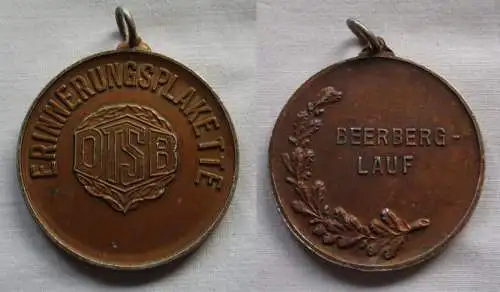 ERINNERUNGSPLAKETTE
DTSB
BEERBERG-
LAUF